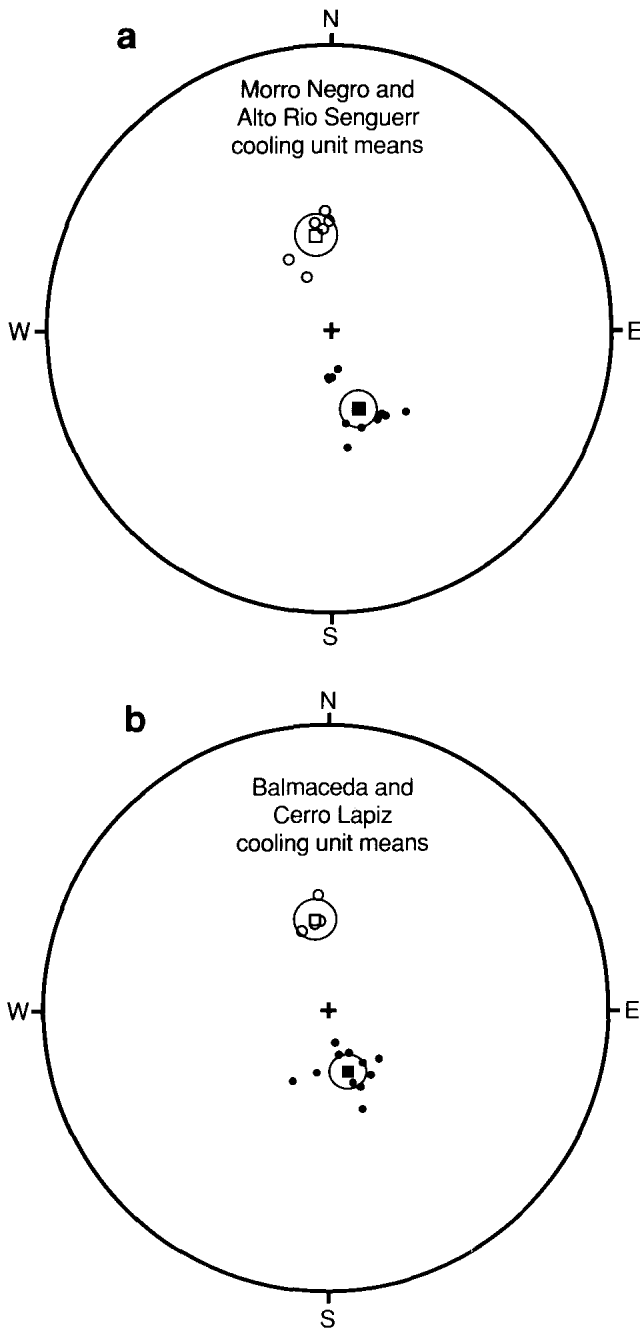 a
N
Morro Negro and
Alto Rio Senguerr
cooling unit means
W
E
S
b
N
Balmaceda and
Cerro Lapiz
cooling unit means
W
E
S